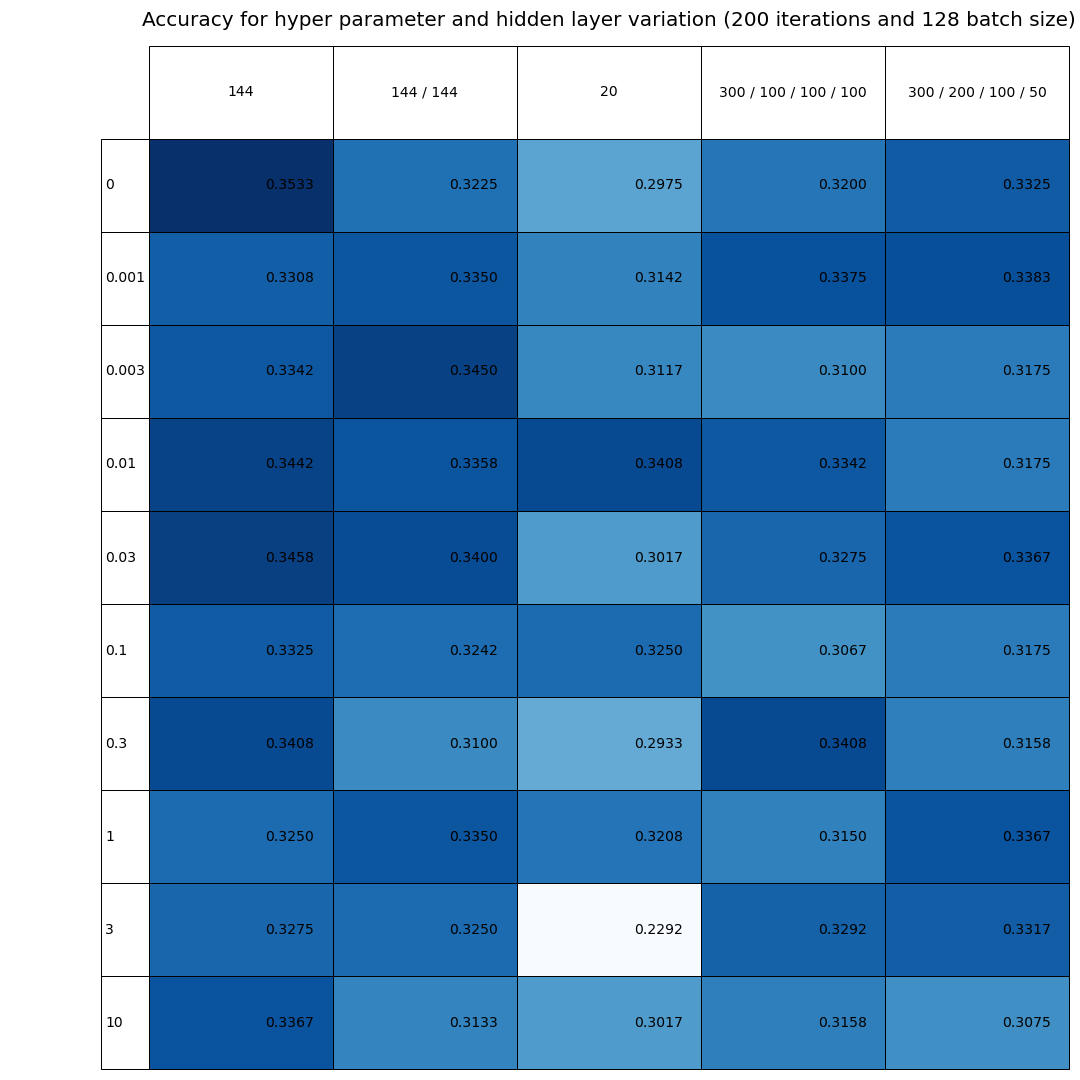 Accuracy for hyper parameter and hidden layer variation (200 iterations and 128 batch size)
144 144 / 144 20 300 / 100 / 100 / 100 300 / 200 / 100 / 50
0 0.3533 0.3225 0.2975 0.3200 0.3325
0.001 0.3308 0.3350 0.3142 0.3375 0.3383
0.003 0.3342 0.3450 0.3117 0.3100 0.3175
0.01 0.3442 0.3358 0.3408 0.3342 0.3175
0.03 0.3458 0.3400 0.3017 0.3275 0.3367
0.1 0.3325 0.3242 0.3250 0.3067 0.3175
0.3 0.3408 0.3100 0.2933 0.3408 0.3158
1 0.3250 0.3350 0.3208 0.3150 0.3367
3 0.3275 0.3250 0.2292 0.3292 0.3317
10 0.3367 0.3133 0.3017 0.3158 0.3075